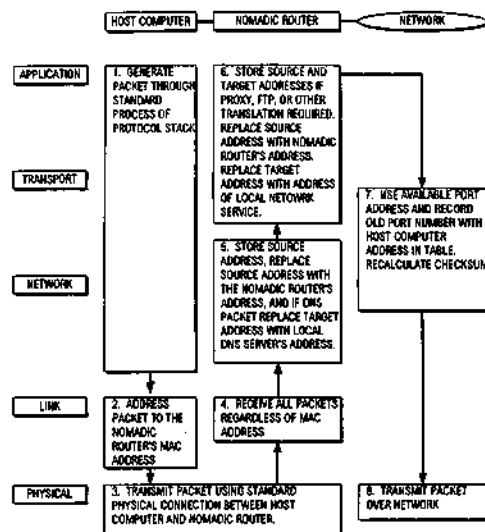 HOST COMPUTER
NOMADIC ROUTER
NETWORK
APPLICATION
TRANSPORT
NETWORK
LINK
PHYSICAL
1. GENERATE
PACKET THROUGH
STANDARD
PROCESS OF
PROTOCOL STACK
2. ADDRESS
PACKET TO THE
NOMADIC
ROUTER'S MAC
ADDRESS
3. TRANSMIT PACKET USING STANDARD
PHYSICAL CONNECTION BETWEEN HOST
COMPUTER AND NOMADIC ROUTER.
4. RECEIVE ALL PACKETS
REGARDLESS OF MAC
ADDRESS
5. STORE SOURCE
ADDRESS, REPLACE
SOURCE ADDRESS WITH
THE NOMADIC ROUTER'S
ADDRESS, AND IF DNS
PACKET REPLACE TARGET
ADDRESS WITH LOCAL
DNS SERVER'S ADDRESS.
6. STORE SOURCE AND
TARGET ADDRESSES IF
PROXY, FTP, OR OTHER
TRANSLATION REQUIRED.
REPLACE SOURCE
ADDRESS WITH NOMADIC
ROUTER'S ADDRESS.
REPLACE TARGET
ADDRESS WITH ADDRESS
OF LOCAL NETOWRK
SERVICE.
7. USE AVAILABLE PORT
ADDRESS AND RECORD
OLD PORT NUMBER WITH
HOST COMPUTER
ADDRESS IN TABLE.
RECALCULATE CHECKSUM
8. TRANSMIT PACKET
OVER NETWORK